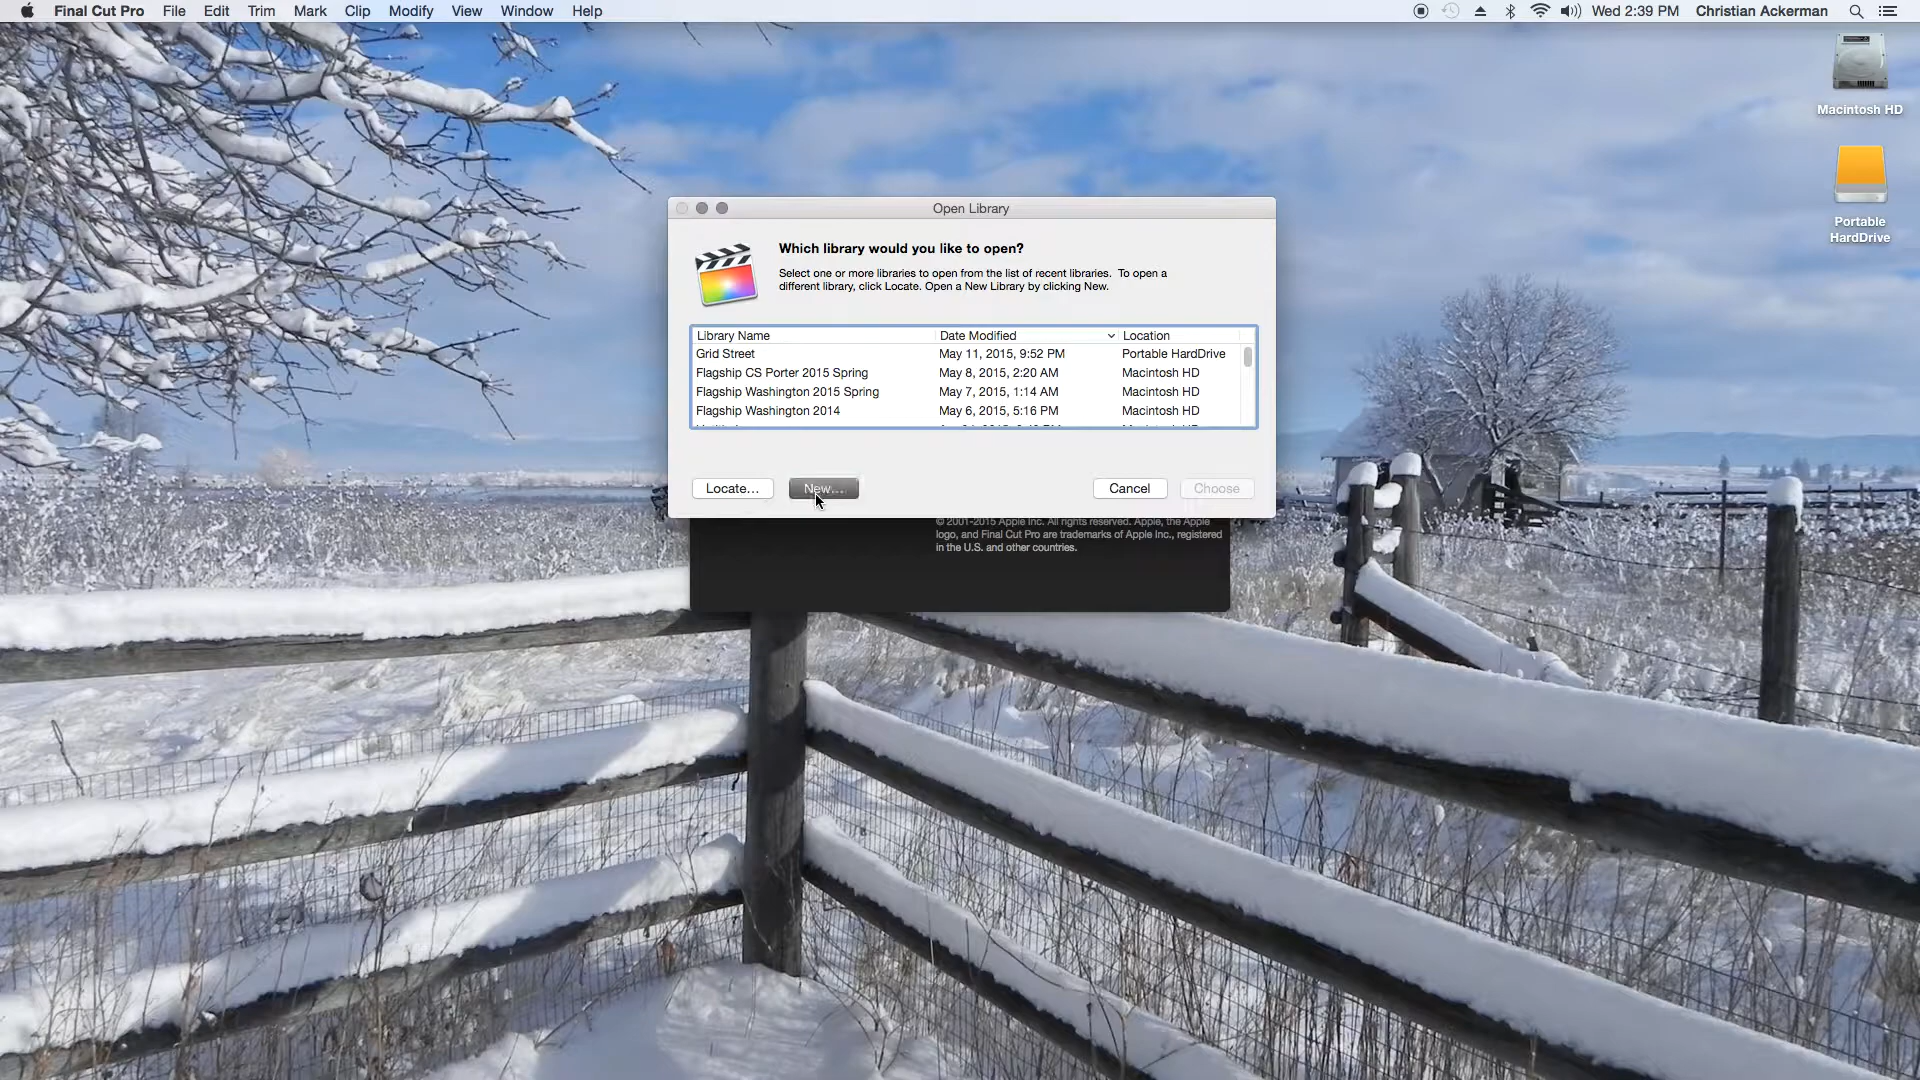 Final Cut Pro File Edit Trim Mark Clip Modify View Window Help Wed 2:39 PM Christian Ackerman
Macintosh HD
Portable
HardDrive
Open Library
Which library would you like to open?
Select one or more libraries to open from the list of recent libraries. To open a
different library, click Locate. Open a New Library by clicking New.
Library Name Date Modified Location
Grid Street May 11, 2015, 9:52 PM Portable HardDrive
Flagship CS Porter 2015 Spring May 8, 2015, 2:20 AM Macintosh HD
Flagship Washington 2015 Spring May 7, 2015, 1:14 AM Macintosh HD
Flagship Washington 2014 May 6, 2015, 5:16 PM Macintosh HD
Locate... New... Cancel Choose
© 2001-2015 Apple Inc. All rights reserved. Apple, the Apple
logo, and Final Cut Pro are trademarks of Apple Inc., registered
in the U.S. and other countries.